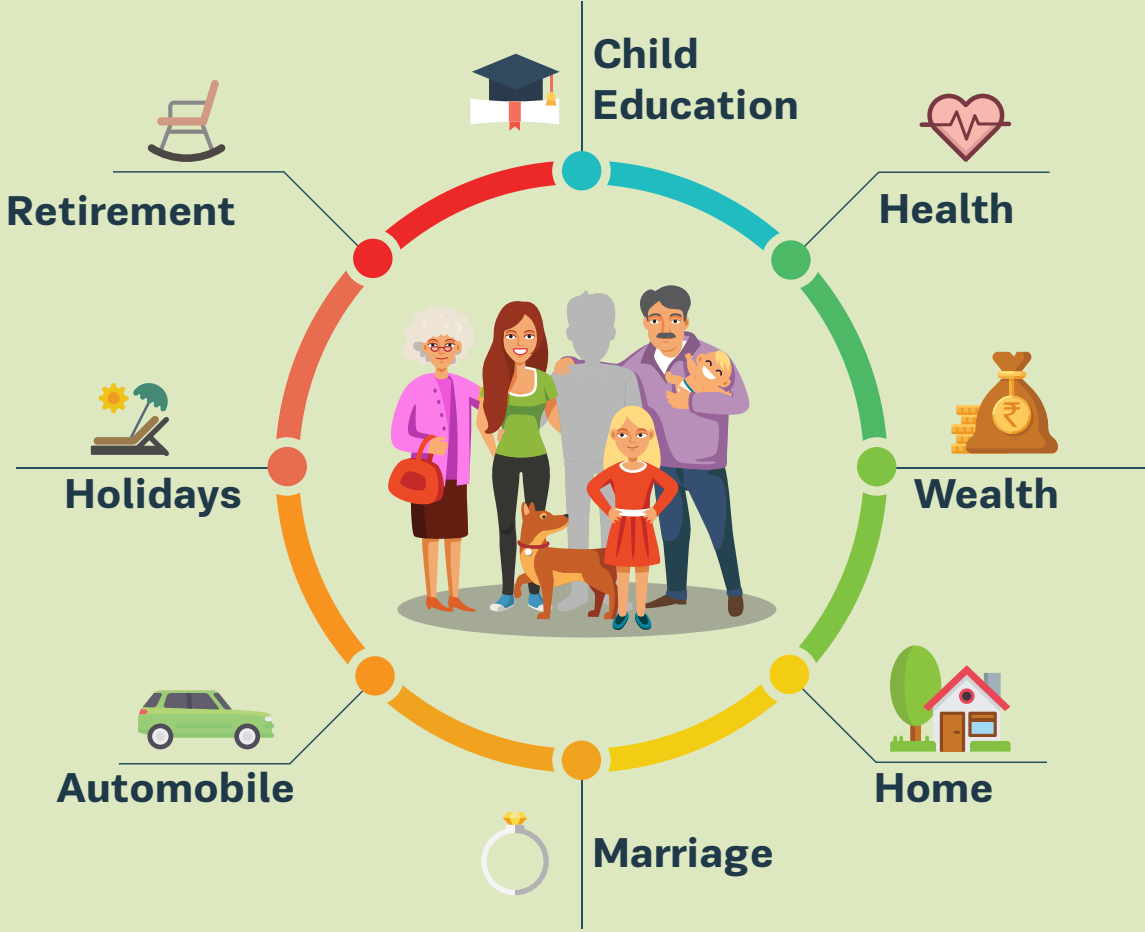 Child
Education
Health
Wealth
₹
Home
Marriage
Automobile
Holidays
Retirement